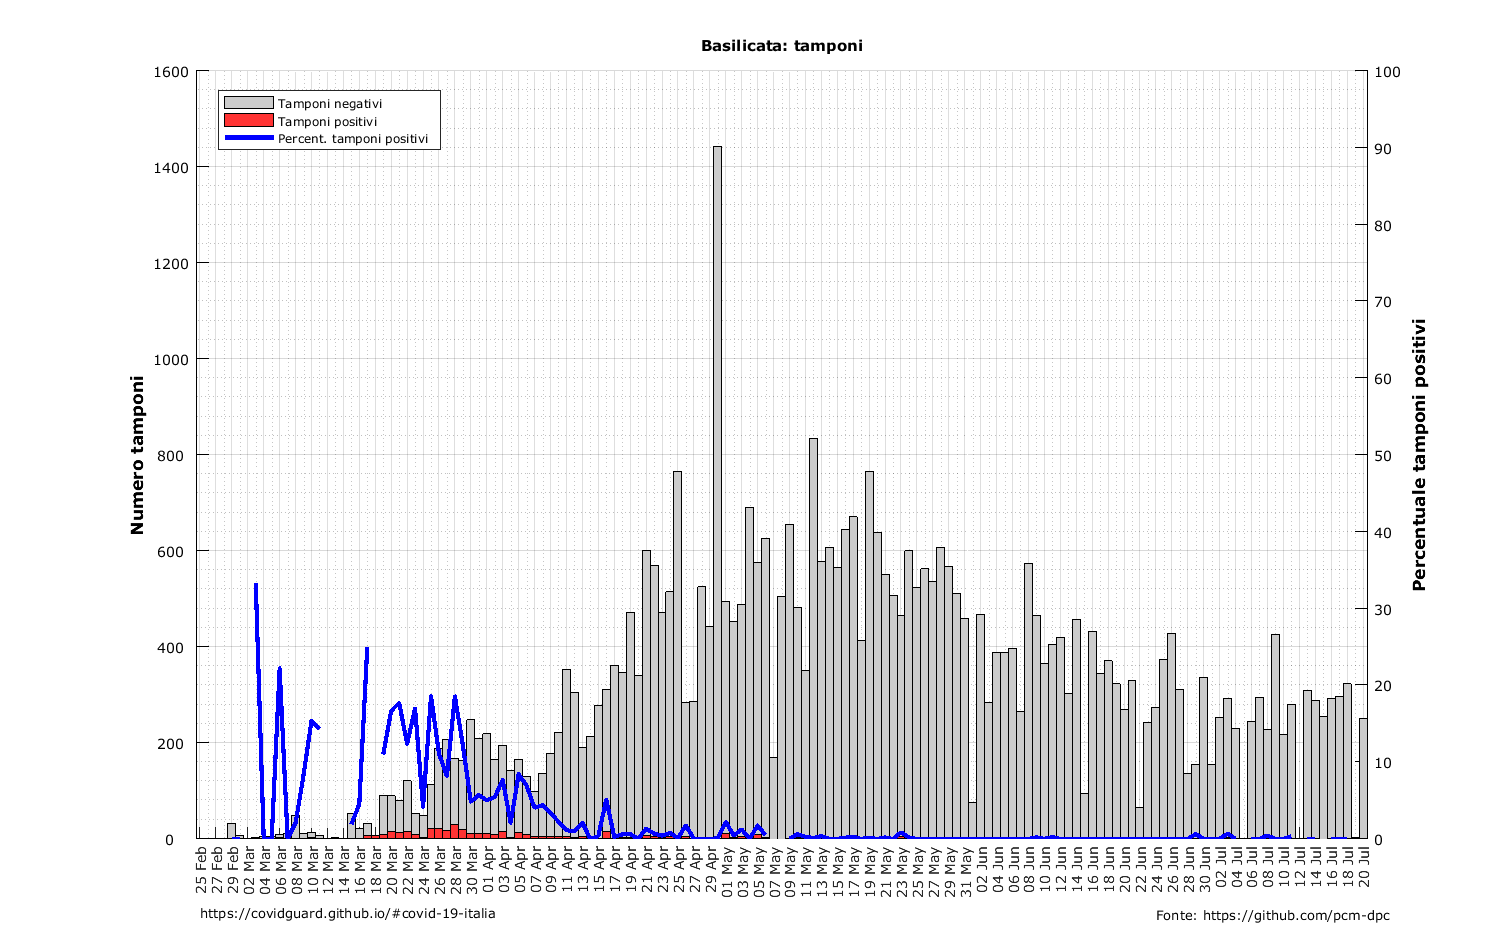 Basilicata: tamponi
1600
1400
1200
1000
800
600
400
200
0
100
90
80
70
60
50
40
30
20
10
0
Tamponi negativi
Tamponi positivi
Percent. tamponi positivi
Numero tamponi
Percentuale tamponi positivi
25 Feb
27 Feb
29 Feb
02 Mar
04 Mar
06 Mar
08 Mar
10 Mar
12 Mar
14 Mar
16 Mar
18 Mar
20 Mar
22 Mar
24 Mar
26 Mar
28 Mar
30 Mar
01 Apr
03 Apr
05 Apr
07 Apr
09 Apr
11 Apr
13 Apr
15 Apr
17 Apr
19 Apr
21 Apr
23 Apr
25 Apr
27 Apr
29 Apr
01 May
03 May
05 May
07 May
09 May
11 May
13 May
15 May
17 May
19 May
21 May
23 May
25 May
27 May
29 May
31 May
02 Jun
04 Jun
06 Jun
08 Jun
10 Jun
12 Jun
14 Jun
16 Jun
18 Jun
20 Jun
22 Jun
24 Jun
26 Jun
28 Jun
30 Jun
02 Jul
04 Jul
06 Jul
08 Jul
10 Jul
12 Jul
14 Jul
16 Jul
18 Jul
20 Jul
https://covidguard.github.io/#covid-19-italia
Fonte: https://github.com/pcm-dpc